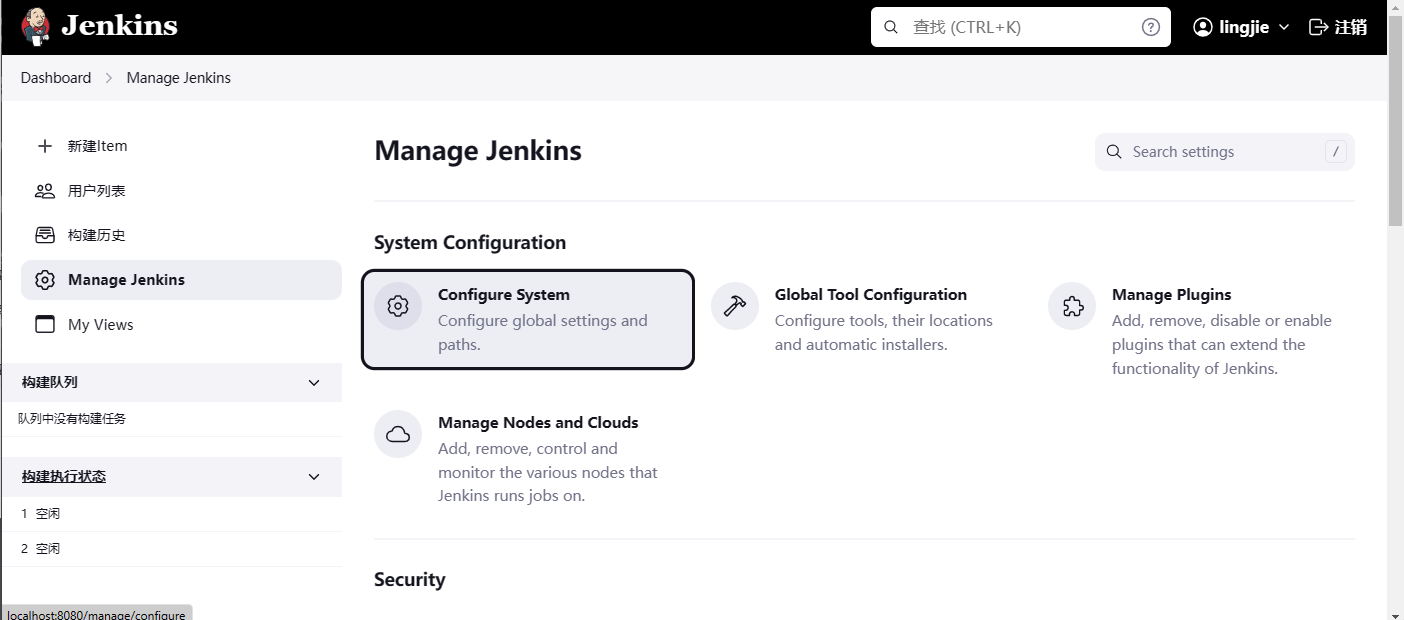 Jenkins
查找 (CTRL+K)
lingjie
注销
Dashboard
Manage Jenkins
新建Item
用户列表
构建历史
Manage Jenkins
My Views
构建队列
队列中没有构建任务
构建执行状态
1 空闲
2 空闲
Manage Jenkins
Search settings
/
System Configuration
Configure System
Configure global settings and
paths.
Global Tool Configuration
Configure tools, their locations
and automatic installers.
Manage Plugins
Add, remove, disable or enable
plugins that can extend the
functionality of Jenkins.
Manage Nodes and Clouds
Add, remove, control and
monitor the various nodes that
Jenkins runs jobs on.
Security
localhost:8080/manage/configure